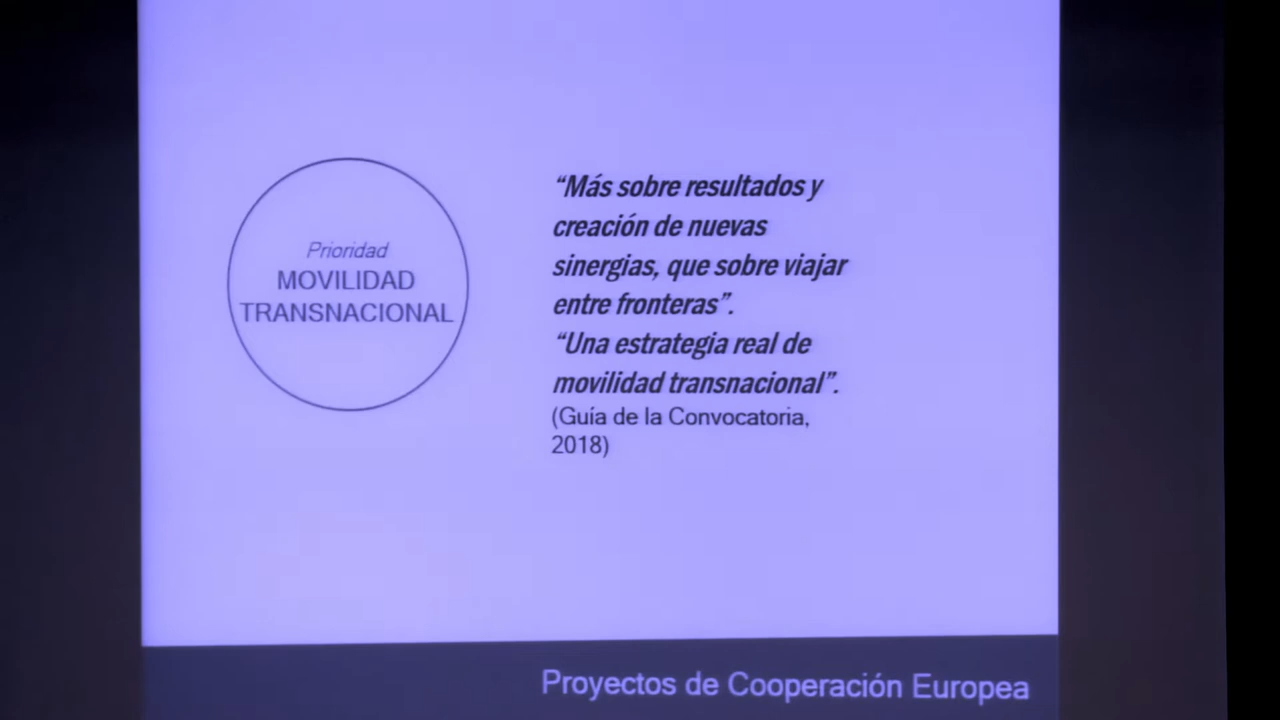 Prioridad
MOVILIDAD
TRANSNACIONAL
“Más sobre resultados y
creación de nuevas
sinergias, que sobre viajar
entre fronteras”.
“Una estrategia real de
movilidad transnacional”.
(Guía de la Convocatoria,
2018)
Proyectos de Cooperación Europea